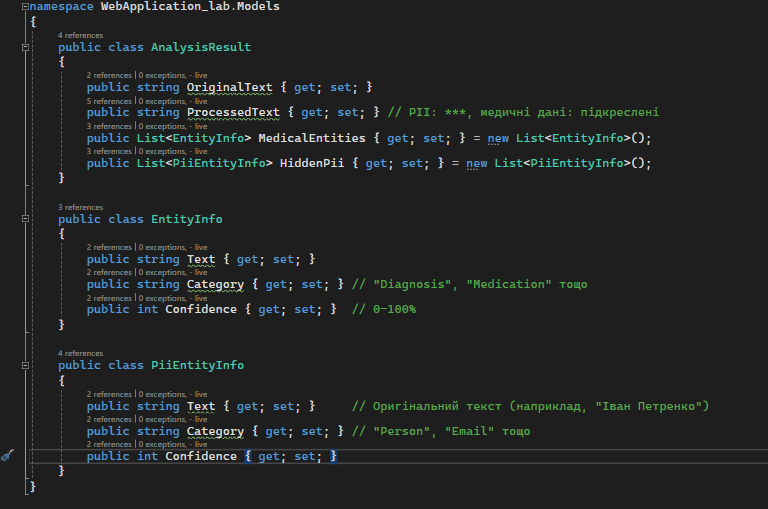 namespace WebApplication_lab.Models
{
4 references
public class AnalysisResult
{
2 references | 0 exceptions, - live
public string OriginalText { get; set; }
5 references | 0 exceptions, - live
public string ProcessedText { get; set; } // PII: ***, медичні дані: підкреслені
3 references | 0 exceptions, - live
public List<EntityInfo> MedicalEntities { get; set; } = new List<EntityInfo>();
3 references | 0 exceptions, - live
public List<PiiEntityInfo> HiddenPii { get; set; } = new List<PiiEntityInfo>();
}
3 references
public class EntityInfo
{
2 references | 0 exceptions, - live
public string Text { get; set; }
2 references | 0 exceptions, - live
public string Category { get; set; } // "Diagnosis", "Medication" тощо
2 references | 0 exceptions, - live
public int Confidence { get; set; } // 0-100%
}
4 references
public class PiiEntityInfo
{
2 references | 0 exceptions, - live
public string Text { get; set; } // Оригінальний текст (наприклад, "Іван Петренко")
2 references | 0 exceptions, - live
public string Category { get; set; } // "Person", "Email" тощо
2 references | 0 exceptions, - live
public int Confidence { get; set; }
}
}